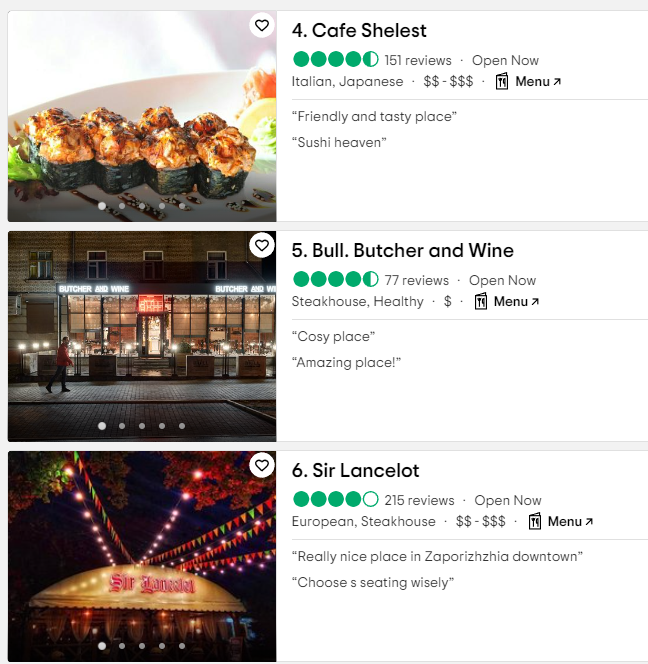 4. Cafe Shelest
151 reviews · Open Now
Italian, Japanese · $$ - $$$ · Menu
“Friendly and tasty place”
“Sushi heaven”
BUTCHER AND WINE
BUTCHER AND WI
5. Bull. Butcher and Wine
77 reviews · Open Now
Steakhouse, Healthy · $ · Menu
“Cosy place”
“Amazing place!”
Sir Lancelot
6. Sir Lancelot
215 reviews · Open Now
European, Steakhouse · $$ - $$$ · Menu
“Really nice place in Zaporizhzhia downtown”
“Choose s seating wisely”